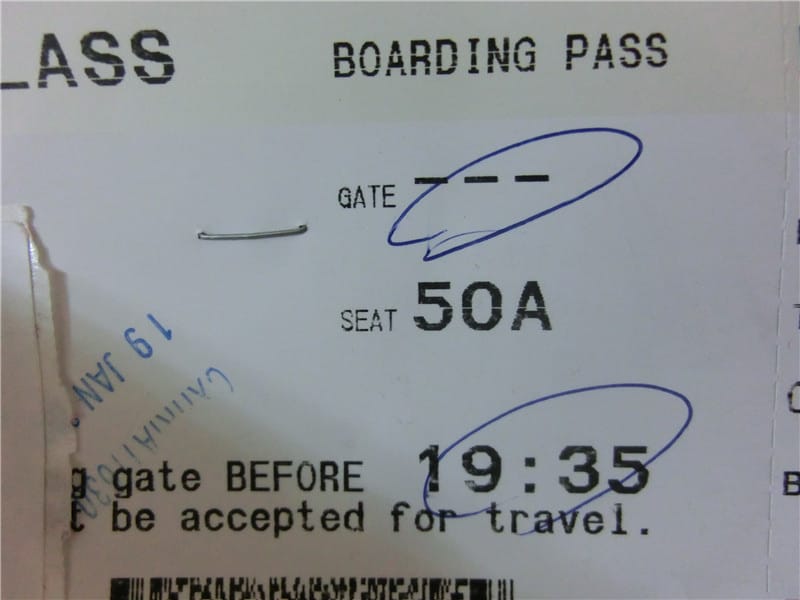 LASS BOARDING PASS
GATE ---
SEAT 50A
19 JAN.
g gate BEFORE 19:35
t be accepted for travel.